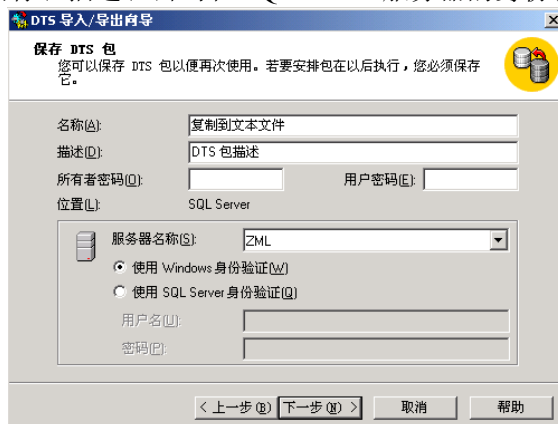 DTS 导入/导出向导
保存 DTS 包
您可以保存 DTS 包以便再次使用。若要安排包在以后执行，您必须保存
它。
名称(A): 复制到文本文件
描述(D): DTS 包描述
所有者密码(O): 用户密码(E):
位置(L): SQL Server
服务器名称(S): ZML
使用 Windows 身份验证(W)
使用 SQL Server 身份验证(Q)
用户名(U):
密码(P):
< 上一步(B) 下一步(N) > 取消 帮助